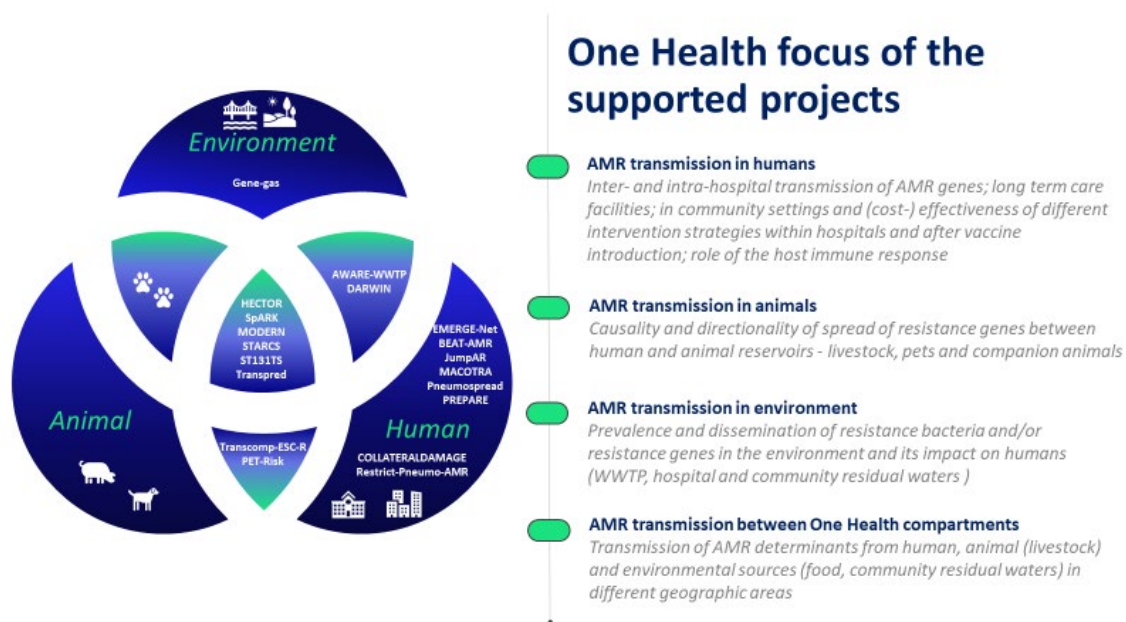 Environment
Gene-gas
AWARE-WWTP
DARWIN
HECTOR
SpARK
MODERN
STARCS
ST131TS
Transpred
EMERGE-Net
BEAT-AMR
JumpAR
MACOTRA
Pneumospread
PREPARE
Animal
Human
Transcomp-ESC-R
PET-Risk
COLLATERALDAMAGE
Restrict-Pneumo-AMR
One Health focus of the
supported projects
AMR transmission in humans
Inter- and intra-hospital transmission of AMR genes; long term care
facilities; in community settings and (cost-) effectiveness of different
intervention strategies within hospitals and after vaccine
introduction; role of the host immune response
AMR transmission in animals
Causality and directionality of spread of resistance genes between
human and animal reservoirs - livestock, pets and companion animals
AMR transmission in environment
Prevalence and dissemination of resistance bacteria and/or
resistance genes in the environment and its impact on humans
(WWTP, hospital and community residual waters )
AMR transmission between One Health compartments
Transmission of AMR determinants from human, animal (livestock)
and environmental sources (food, community residual waters) in
different geographic areas